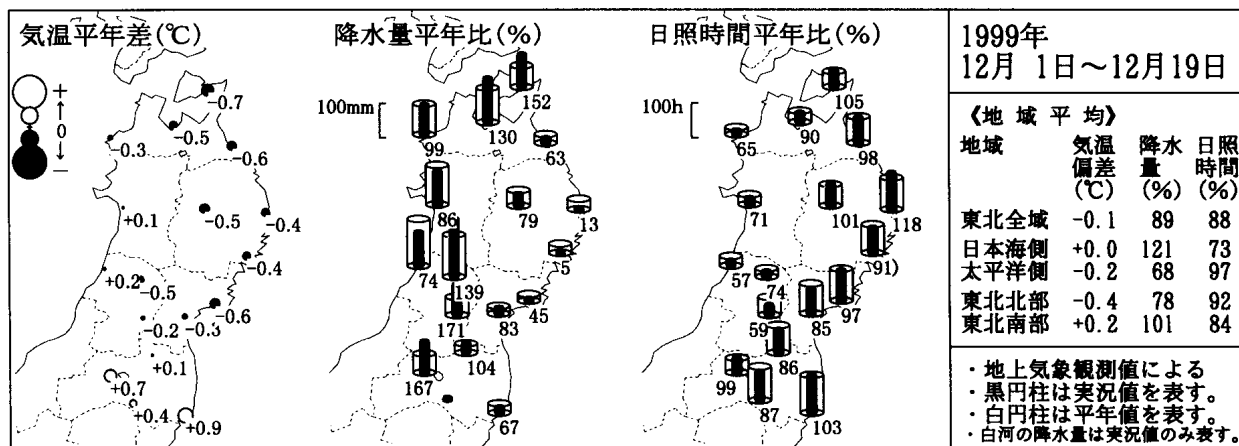 気温平年差(℃)
+
0
−
−0.7
−0.5
−0.3
−0.6
+0.1
−0.5
−0.4
−0.4
+0.2
−0.5
−0.6
−0.2
−0.3
+0.1
+0.7
+0.4
+0.9
降水量平年比(%)
100mm
152
130
99
63
86
79
13
5
74
139
45
171
83
104
167
67
日照時間平年比(%)
100h
105
90
65
98
71
101
118
91)
57
74
97
59
85
86
99
87
103
1999年
12月 1日~12月19日
《地 域 平 均》
地域 気温 降水 日照
偏差 量 時間
(℃) (%) (%)
東北全域 −0.1 89 88
日本海側 +0.0 121 73
太平洋側 −0.2 68 97
東北北部 −0.4 78 92
東北南部 +0.2 101 84
・地上気象観測値による
・黒円柱は実況値を表す。
・白円柱は平年値を表す。
・白河の降水量は実況値のみ表す。